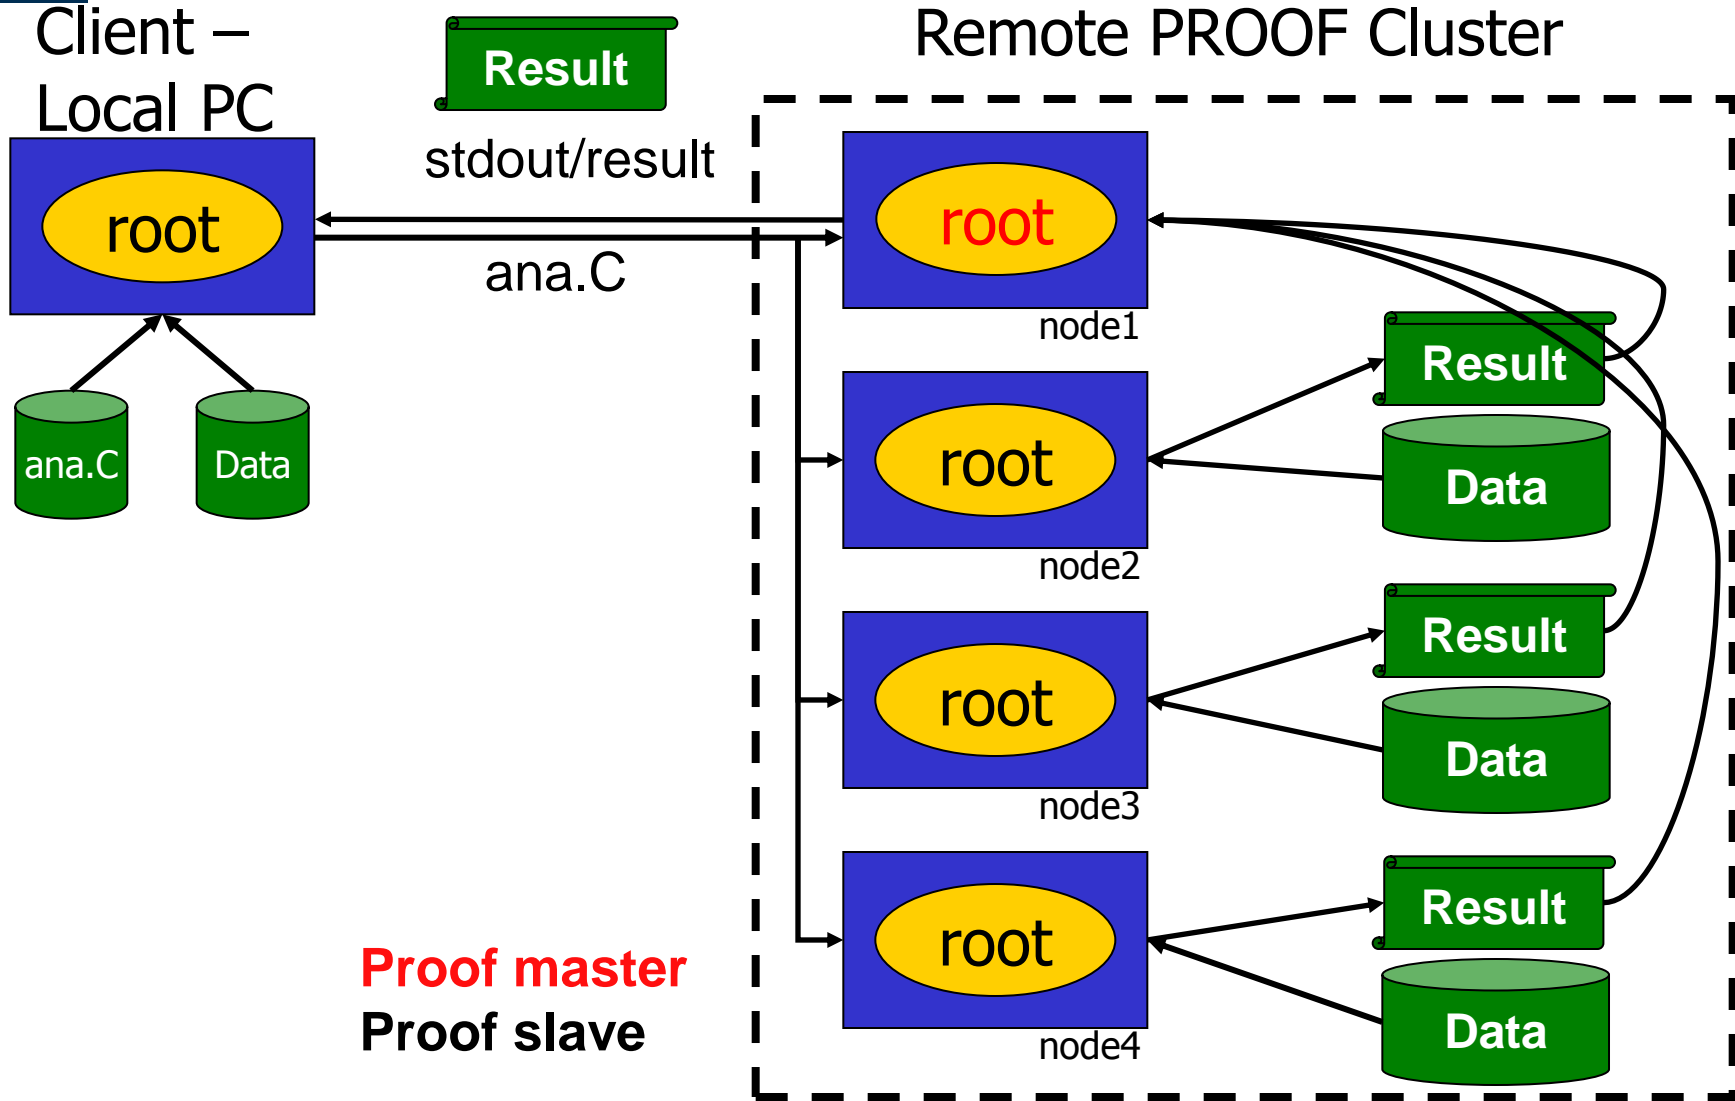 Client –
Local PC
Result
Remote PROOF Cluster
stdout/result
root
root
ana.C
node1
Result
ana.C
Data
root
Data
node2
Result
root
Data
node3
Result
root
Proof master
Proof slave
Data
node4